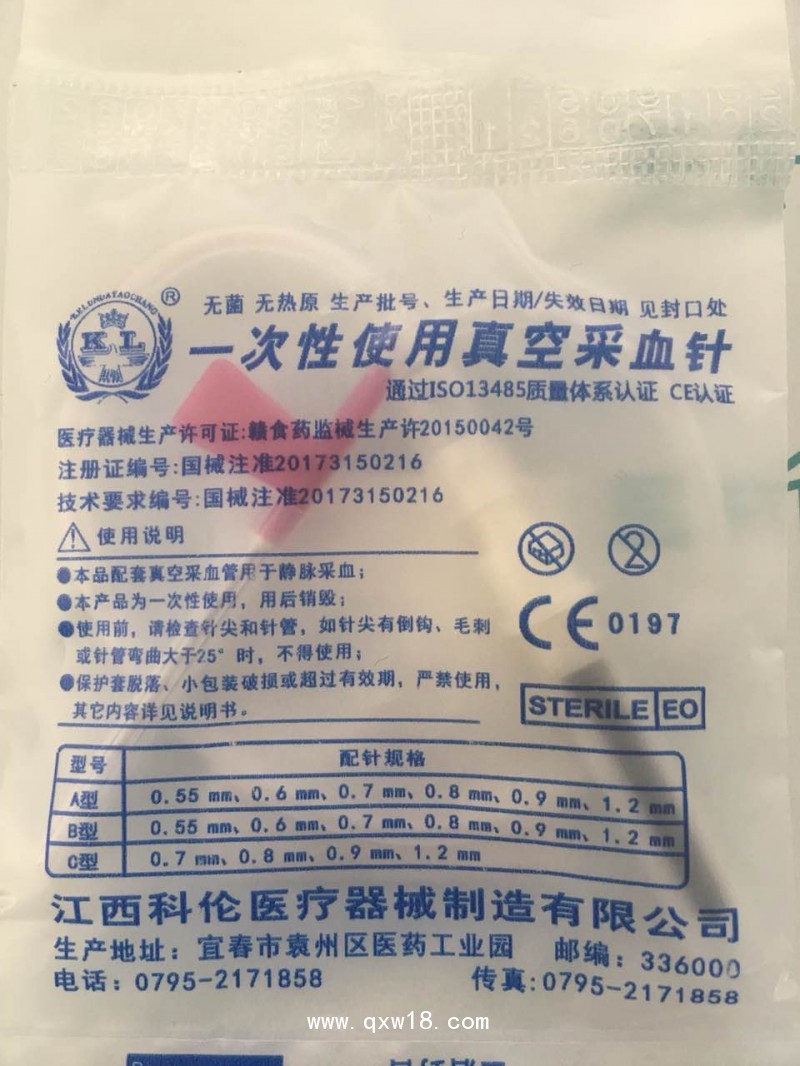 KELUNDAYAOCHANG
KL
®
无菌 无热原 生产批号、生产日期/失效日期 见封口处
一次性使用真空采血针
通过ISO13485质量体系认证 CE认证
医疗器械生产许可证:赣食药监械生产许20150042号
注册证编号:国械注准20173150216
技术要求编号:国械注准20173150216
使用说明
●本品配套真空采血管用于静脉采血;
●本产品为一次性使用，用后销毁;
●使用前，请检查针尖和针管，如针尖有倒钩、毛刺
或针管弯曲大于25°时，不得使用;
●保护套脱落、小包装破损或超过有效期，严禁使用，
其它内容详见说明书。
2
CE 0197
STERILE EO
型号 配针规格
A型 0.55 mm、0.6 mm、0.7 mm、0.8 mm、0.9 mm、1.2 mm
B型 0.55 mm、0.6 mm、0.7 mm、0.8 mm、0.9 mm、1.2 mm
C型 0.7 mm、0.8 mm、0.9 mm、1.2 mm
江西科伦医疗器械制造有限公司
生产地址: 宜春市袁州区医药工业园 邮编: 336000
电话: 0795-2171858 传真:0795-2171858
www.qxw18.com